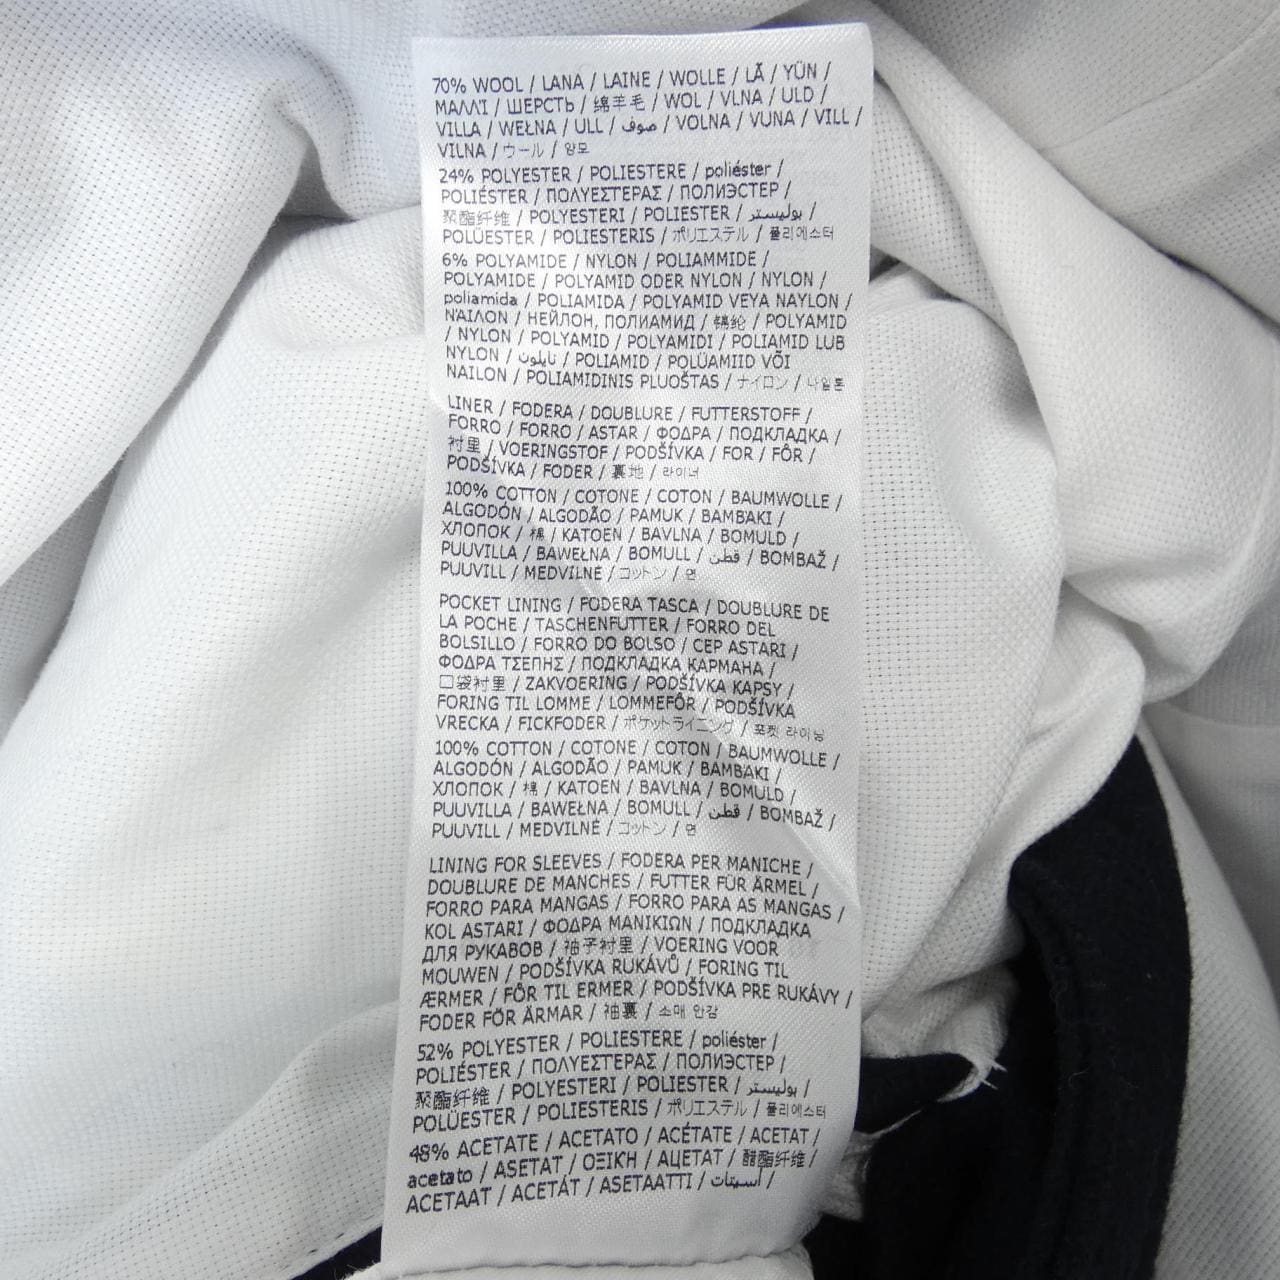 70% WOOL / LANA / LAINE / WOLLE / LÃ / YÜN /
ΜΑΛΛΊ / ШЕРСТЬ / 绵羊毛 / WOL / VLNA / ULD /
VILLA / WEŁNA / ULL / صوف / VOLNA / VUNA / VILL /
VILNA / ウール / 양모
24% POLYESTER / POLIESTERE / poliéster /
POLIÉSTER / ΠΟΛΥΕΣΤΕΡΑΣ / ПОЛИЭСТЕР /
聚酯纤维 / POLYESTERI / POLIESTER / بوليستر /
POLÜESTER / POLIESTERIS / ポリエステル / 폴리에스터
6% POLYAMIDE / NYLON / POLIAMMIDE /
POLYAMIDE / POLYAMID ODER NYLON / NYLON /
poliamida / POLIAMIDA / POLYAMID VEYA NAYLON /
ΝΆΙΛΟΝ / НЕЙЛОН, ПОЛИАМИД / 锦纶 / POLYAMID
/ NYLON / POLYAMID / POLYAMIDI / POLIAMID LUB
NYLON / نايلون / POLIAMID / POLÜAMIID VÕI
NAILON / POLIAMIDINIS PLUOŠTAS / ナイロン / 나일론
LINER / FODERA / DOUBLURE / FUTTERSTOFF /
FORRO / FORRO / ASTAR / ΦΟΔΡΑ / ПОДКЛАДКА /
衬里 / VOERINGSTOF / PODŠÍVKA / FOR / FÔR /
PODŠÍVKA / FODER / 裏地 / 라이너
100% COTTON / COTONE / COTON / BAUMWOLLE /
ALGODÓN / ALGODÃO / PAMUK / ΒΑΜΒΑΚΙ /
ХЛОПОК / 棉 / KATOEN / BAVLNA / BOMULD /
PUUVILLA / BAWEŁNA / BOMULL / قطن / BOMBAŽ /
PUUVILL / MEDVILNĖ / コットン / 면
POCKET LINING / FODERA TASCA / DOUBLURE DE
LA POCHE / TASCHENFUTTER / FORRO DEL
BOLSILLO / FORRO DO BOLSO / CEP ASTARI /
ΦΟΔΡΑ ΤΣΕΠΗΣ / ПОДКЛАДКА КАРМАНА /
口袋衬里 / ZAKVOERING / PODŠÍVKA KAPSY /
FORING TIL LOMME / LOMMEFÔR / PODŠÍVKA
VRECKA / FICKFODER / ポケットライニング / 포켓 라이닝
100% COTTON / COTONE / COTON / BAUMWOLLE /
ALGODÓN / ALGODÃO / PAMUK / ΒΑΜΒΑΚΙ /
ХЛОПОК / 棉 / KATOEN / BAVLNA / BOMULD /
PUUVILLA / BAWEŁNA / BOMULL / قطن / BOMBAŽ /
PUUVILL / MEDVILNĖ / コットン / 면
LINING FOR SLEEVES / FODERA PER MANICHE /
DOUBLURE DE MANCHES / FUTTER FÜR ÄRMEL /
FORRO PARA MANGAS / FORRO PARA AS MANGAS /
KOL ASTARI / ΦΟΔΡΑ ΜΑΝΙΚΙΩΝ / ПОДКЛАДКА
ДЛЯ РУКАВОВ / 袖子衬里 / VOERING VOOR
MOUWEN / PODŠÍVKA RUKÁVŮ / FORING TIL
ÆRMER / FÔR TIL ERMER / PODŠÍVKA PRE RUKÁVY /
FODER FÖR ÄRMAR / 袖裏 / 소매 안감
52% POLYESTER / POLIESTERE / poliéster /
POLIÉSTER / ΠΟΛΥΕΣΤΕΡΑΣ / ПОЛИЭСТЕР /
聚酯纤维 / POLYESTERI / POLIESTER / بوليستر /
POLÜESTER / POLIESTERIS / ポリエステル / 폴리에스터
48% ACETATE / ACETATO / ACÉTATE / ACETAT /
acetato / ASETAT / ΟΞΙΚΗ / АЦЕТАТ / 醋酯纤维 /
ACETAAT / ACETÁT / ASETAATTI / أسيتات /